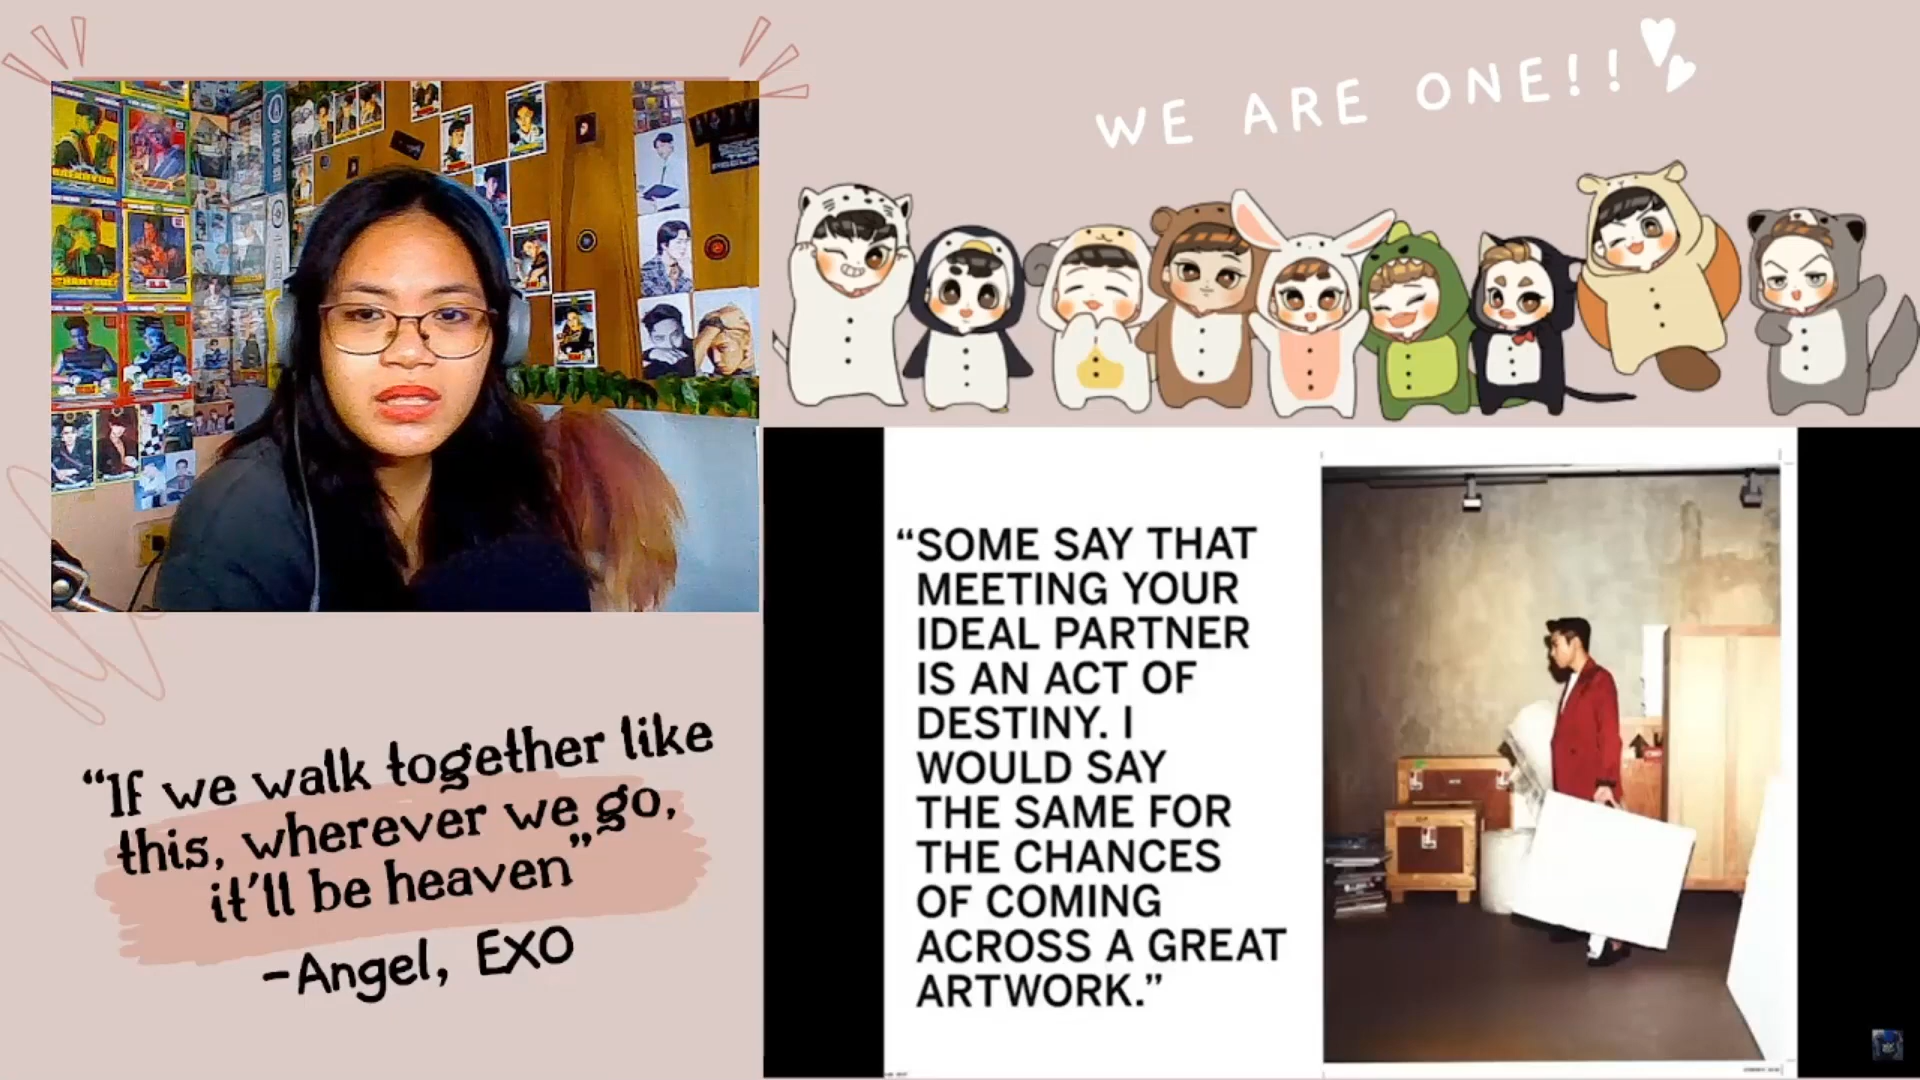 WE ARE ONE!!
“SOME SAY THAT
MEETING YOUR
IDEAL PARTNER
IS AN ACT OF
DESTINY. I
WOULD SAY
THE SAME FOR
THE CHANCES
OF COMING
ACROSS A GREAT
ARTWORK.”
“If we walk together like
this, wherever we go,
it'll be heaven”
-Angel, EXO